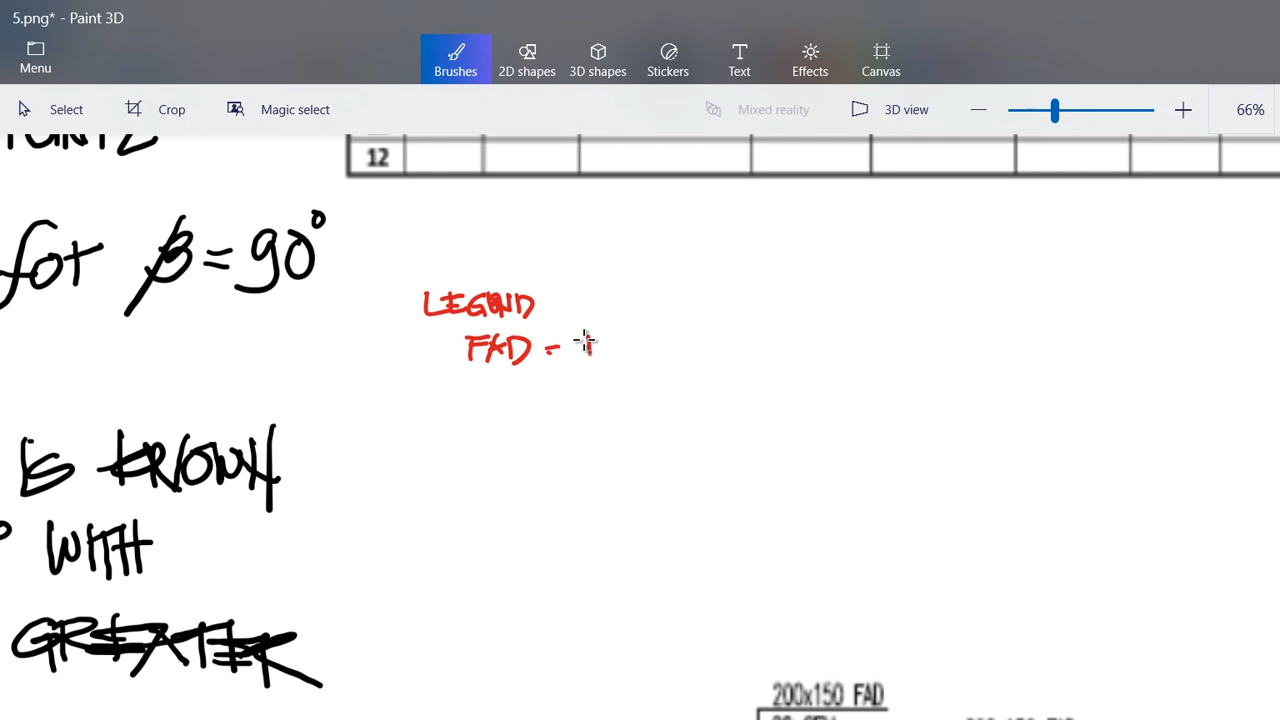 5.png* - Paint 3D
Menu
Brushes
2D shapes
3D shapes
Stickers
Text
Effects
Canvas
Select
Crop
Magic select
Mixed reality
3D view
66%
12
for β = 90°
LEGEND
FAD -
IS KNOWN
WITH
GREATER
200x150 FAD